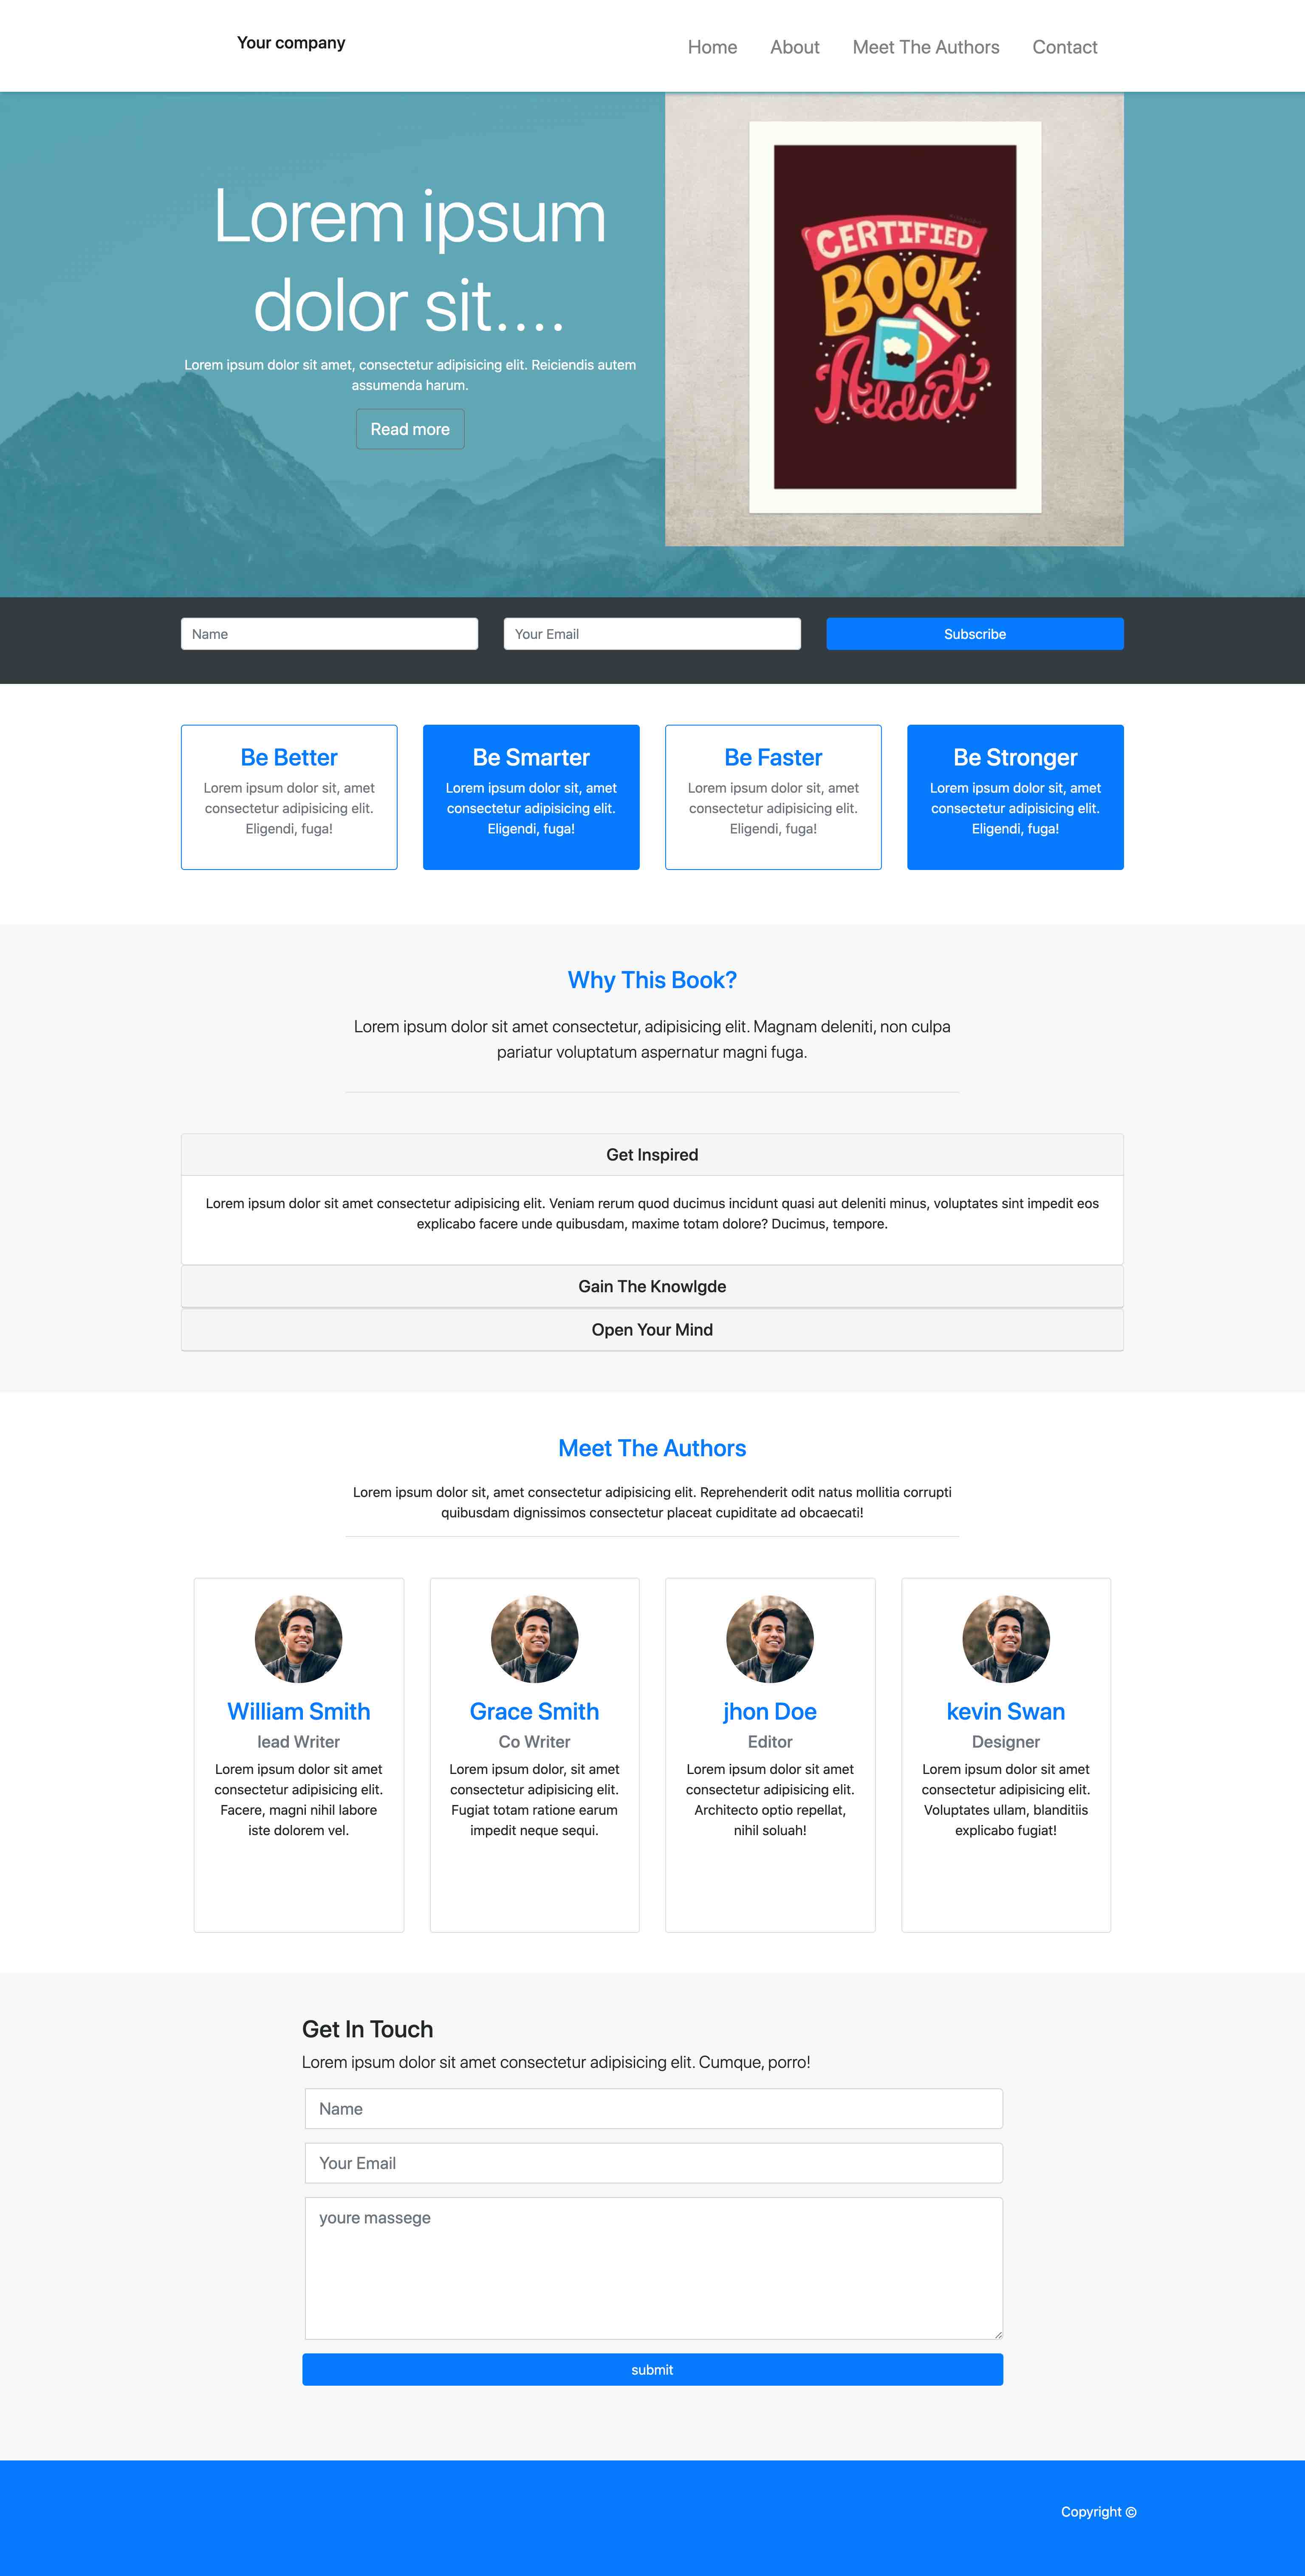 Your company
Home About Meet The Authors Contact
Lorem ipsum
dolor sit....
Lorem ipsum dolor sit amet, consectetur adipisicing elit. Reiciendis autem
assumenda harum.
Read more
CERTIFIED
BOOK
Addict
Name
Your Email
Subscribe
Be Better
Lorem ipsum dolor sit, amet
consectetur adipisicing elit.
Eligendi, fuga!
Be Smarter
Lorem ipsum dolor sit, amet
consectetur adipisicing elit.
Eligendi, fuga!
Be Faster
Lorem ipsum dolor sit, amet
consectetur adipisicing elit.
Eligendi, fuga!
Be Stronger
Lorem ipsum dolor sit, amet
consectetur adipisicing elit.
Eligendi, fuga!
Why This Book?
Lorem ipsum dolor sit amet consectetur, adipisicing elit. Magnam deleniti, non culpa
pariatur voluptatum aspernatur magni fuga.
Get Inspired
Lorem ipsum dolor sit amet consectetur adipisicing elit. Veniam rerum quod ducimus incidunt quasi aut deleniti minus, voluptates sint impedit eos
explicabo facere unde quibusdam, maxime totam dolore? Ducimus, tempore.
Gain The Knowlgde
Open Your Mind
Meet The Authors
Lorem ipsum dolor sit, amet consectetur adipisicing elit. Reprehenderit odit natus mollitia corrupti
quibusdam dignissimos consectetur placeat cupiditate ad obcaecati!
William Smith
lead Writer
Lorem ipsum dolor sit amet
consectetur adipisicing elit.
Facere, magni nihil labore
iste dolorem vel.
Grace Smith
Co Writer
Lorem ipsum dolor, sit amet
consectetur adipisicing elit.
Fugiat totam ratione earum
impedit neque sequi.
jhon Doe
Editor
Lorem ipsum dolor sit amet
consectetur adipisicing elit.
Architecto optio repellat,
nihil soluah!
kevin Swan
Designer
Lorem ipsum dolor sit amet
consectetur adipisicing elit.
Voluptates ullam, blanditiis
explicabo fugiat!
Get In Touch
Lorem ipsum dolor sit amet consectetur adipisicing elit. Cumque, porro!
Name
Your Email
youre massege
submit
Copyright ©